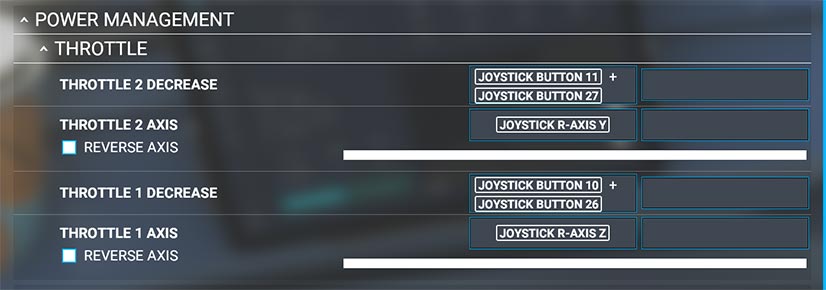 POWER MANAGEMENT
THROTTLE
THROTTLE 2 DECREASE
JOYSTICK BUTTON 11 +
JOYSTICK BUTTON 27
THROTTLE 2 AXIS
JOYSTICK R-AXIS Y
REVERSE AXIS
THROTTLE 1 DECREASE
JOYSTICK BUTTON 10 +
JOYSTICK BUTTON 26
THROTTLE 1 AXIS
JOYSTICK R-AXIS Z
REVERSE AXIS